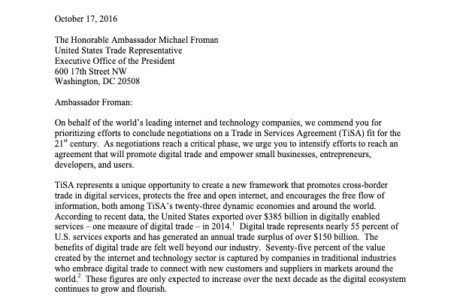 October 17, 2016
The Honorable Ambassador Michael Froman
United States Trade Representative
Executive Office of the President
600 17th Street NW
Washington, DC 20508
Ambassador Froman:
On behalf of the world's leading internet and technology companies, we commend you for
prioritizing efforts to conclude negotiations on a Trade in Services Agreement (TiSA) fit for the
21st century. As negotiations reach a critical phase, we urge you to intensify efforts to reach an
agreement that will promote digital trade and empower small businesses, entrepreneurs,
developers, and users.
TiSA represents a unique opportunity to create a new framework that promotes cross-border
trade in digital services, protects the free and open internet, and encourages the free flow of
information, both among TiSA's twenty-three dynamic economies and around the world.
According to recent data, the United States exported over $385 billion in digitally enabled
services – one measure of digital trade – in 2014.1 Digital trade represents nearly 55 percent of
U.S. services exports and has generated an annual trade surplus of over $150 billion. The
benefits of digital trade are felt well beyond our industry. Seventy-five percent of the value
created by the internet and technology sector is captured by companies in traditional industries
who embrace digital trade to connect with new customers and suppliers in markets around the
world.2 These figures are only expected to increase over the next decade as the digital ecosystem
continues to grow and flourish.